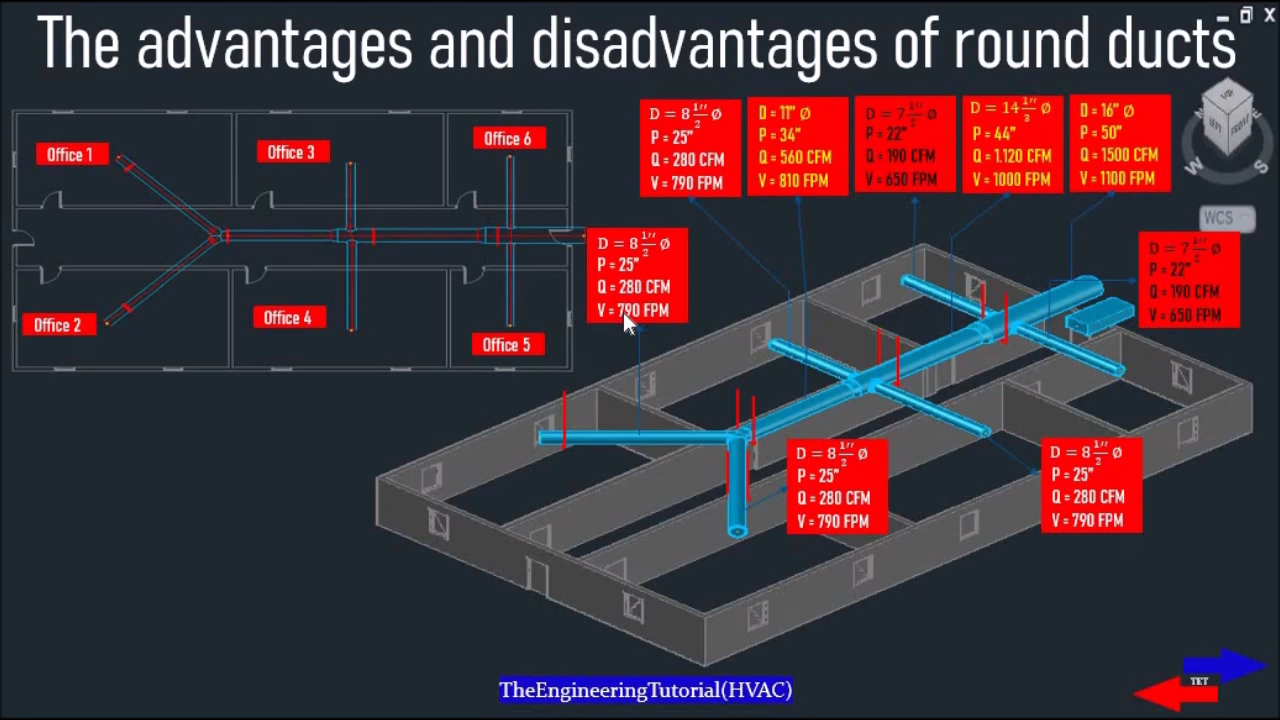 The advantages and disadvantages of round ducts
Office 1
Office 3
Office 6
Office 2
Office 4
Office 5
D = 8 1/2" Ø
P = 25"
Q = 280 CFM
V = 790 FPM
D = 11" Ø
P = 34"
Q = 560 CFM
V = 810 FPM
D = 7 1/2" Ø
P = 22"
Q = 190 CFM
V = 650 FPM
D = 14 1/3" Ø
P = 44"
Q = 1.120 CFM
V = 1000 FPM
D = 16" Ø
P = 50"
Q = 1500 CFM
V = 1100 FPM
D = 8 1/2" Ø
P = 25"
Q = 280 CFM
V = 790 FPM
D = 7 1/2" Ø
P = 22"
Q = 190 CFM
V = 650 FPM
D = 8 1/2" Ø
P = 25"
Q = 280 CFM
V = 790 FPM
D = 8 1/2" Ø
P = 25"
Q = 280 CFM
V = 790 FPM
TOP
LEFT
FRONT
E
W
S
WCS
TheEngineeringTutorial(HVAC)
TET